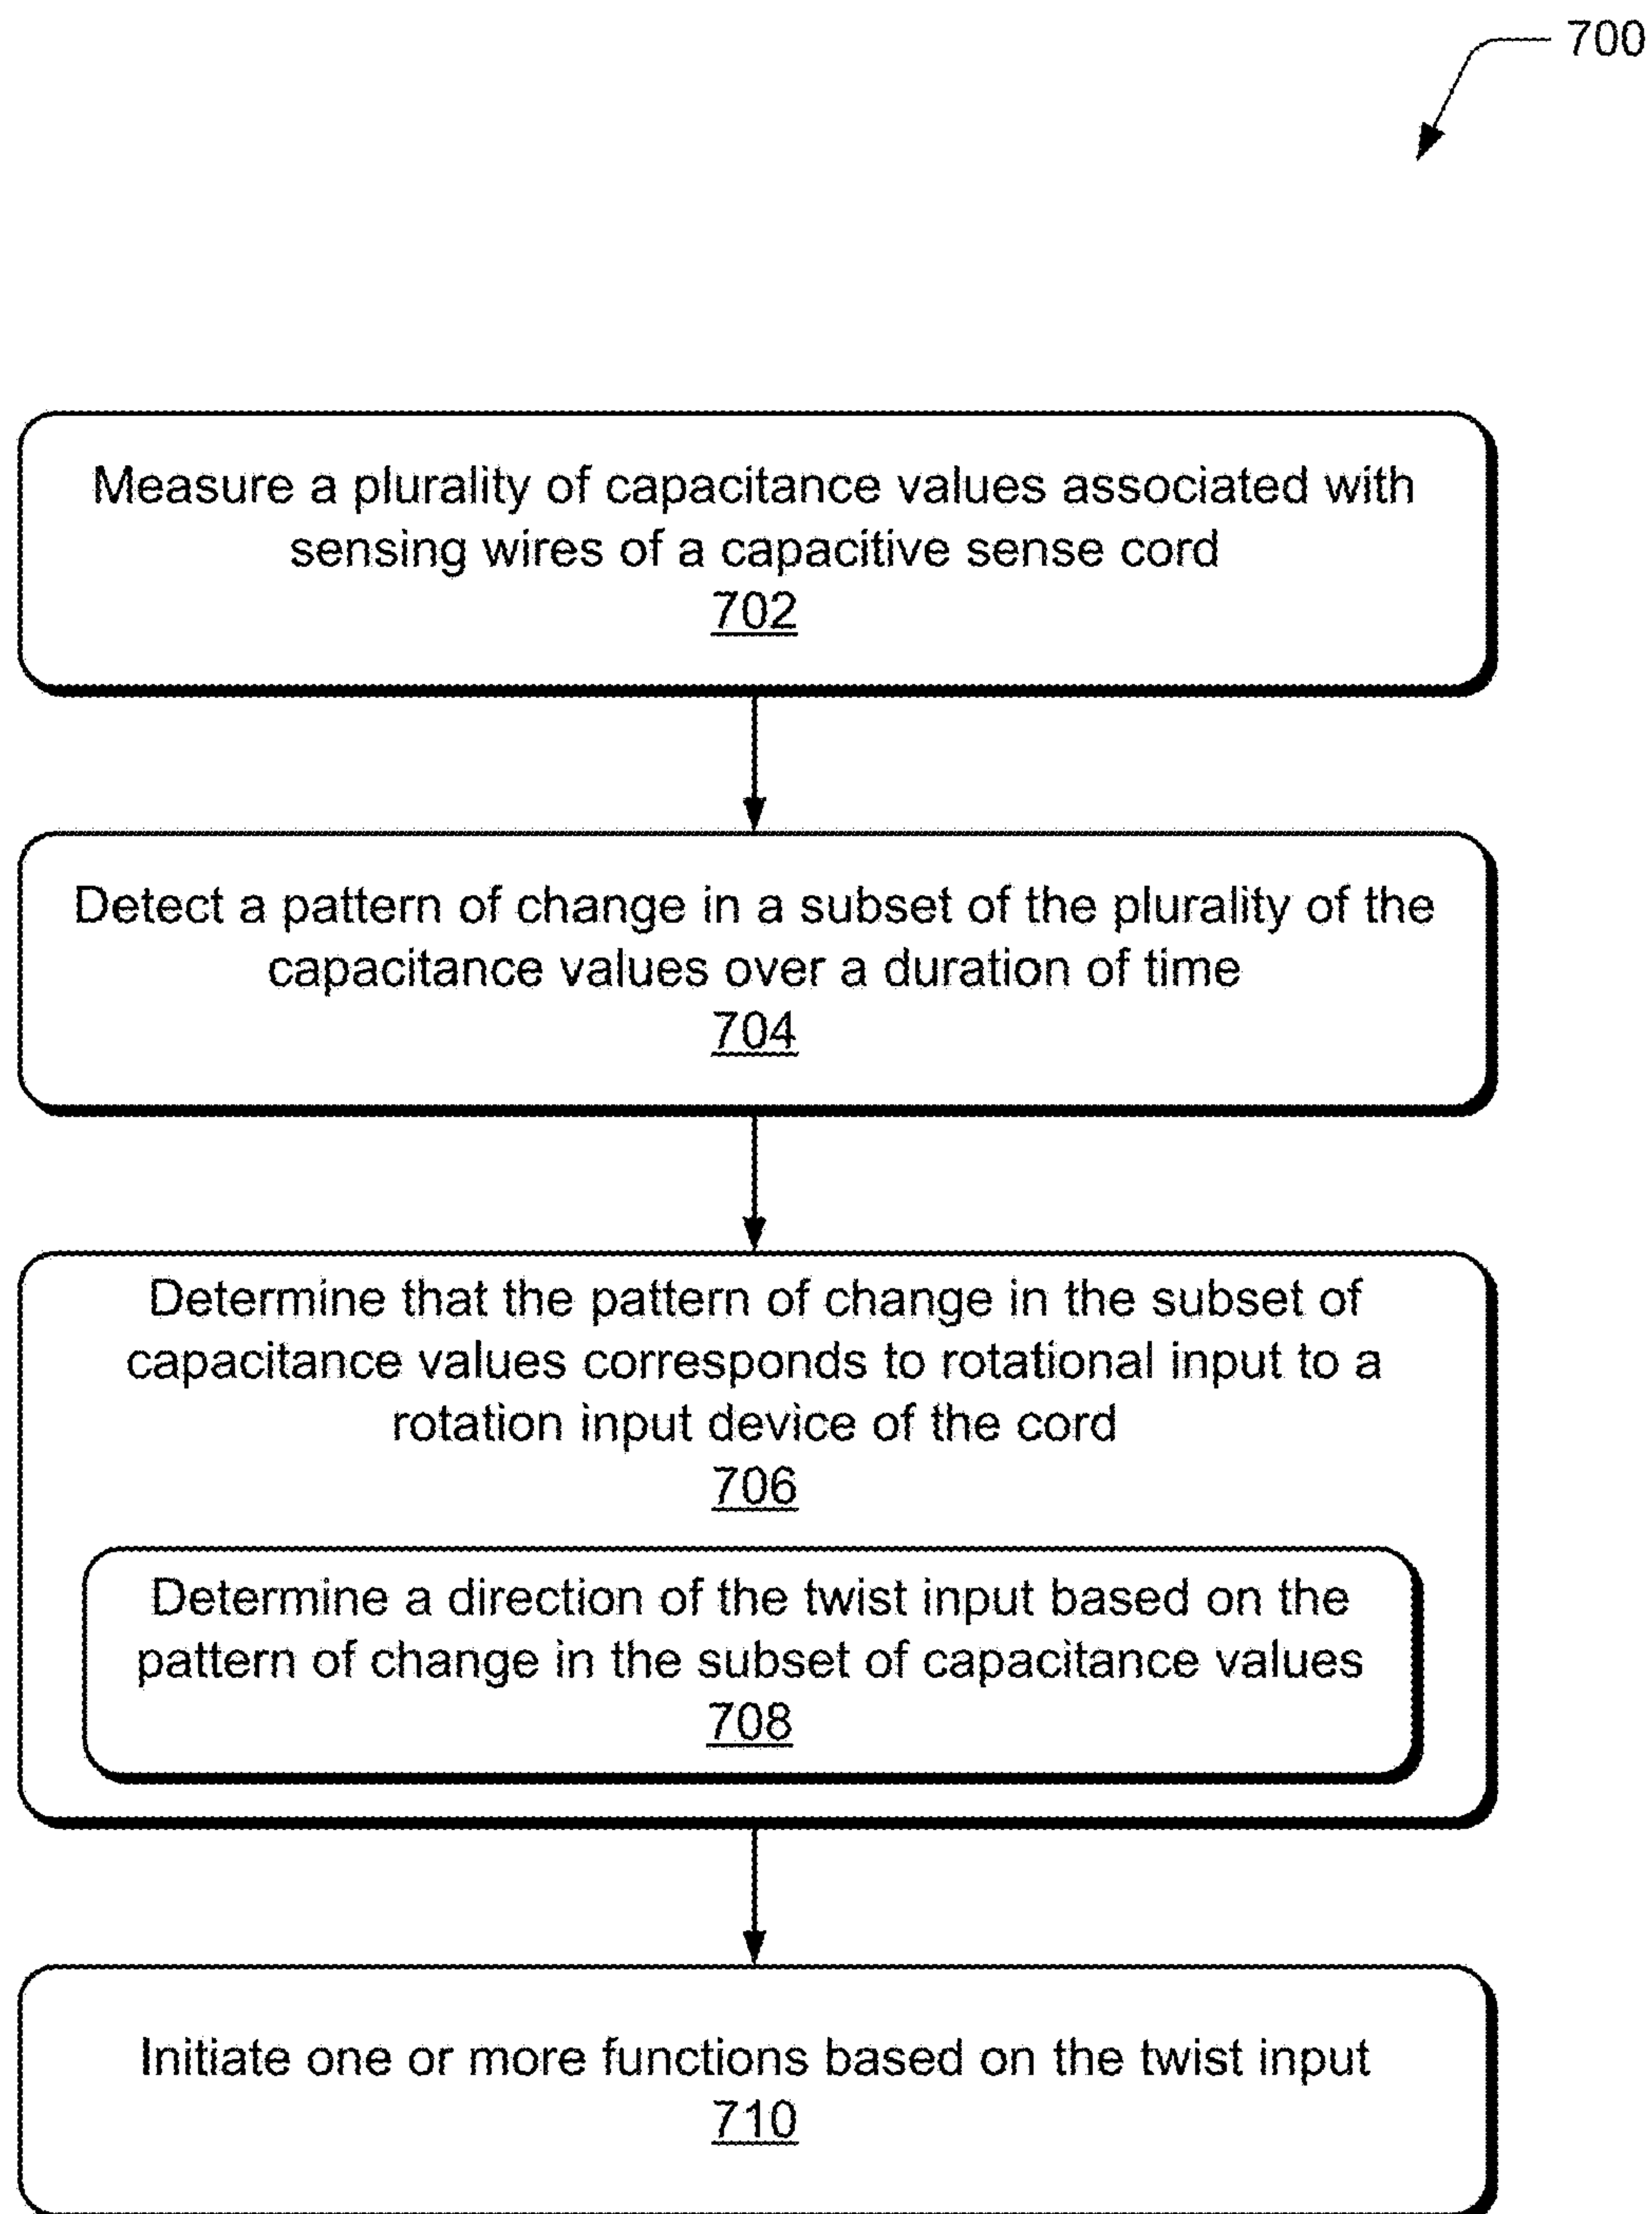 700
Measure a plurality of capacitance values associated with
sensing wires of a capacitive sense cord
702
Detect a pattern of change in a subset of the plurality of the
capacitance values over a duration of time
704
Determine that the pattern of change in the subset of
capacitance values corresponds to rotational input to a
rotation input device of the cord
706
Determine a direction of the twist input based on the
pattern of change in the subset of capacitance values
708
Initiate one or more functions based on the twist input
710